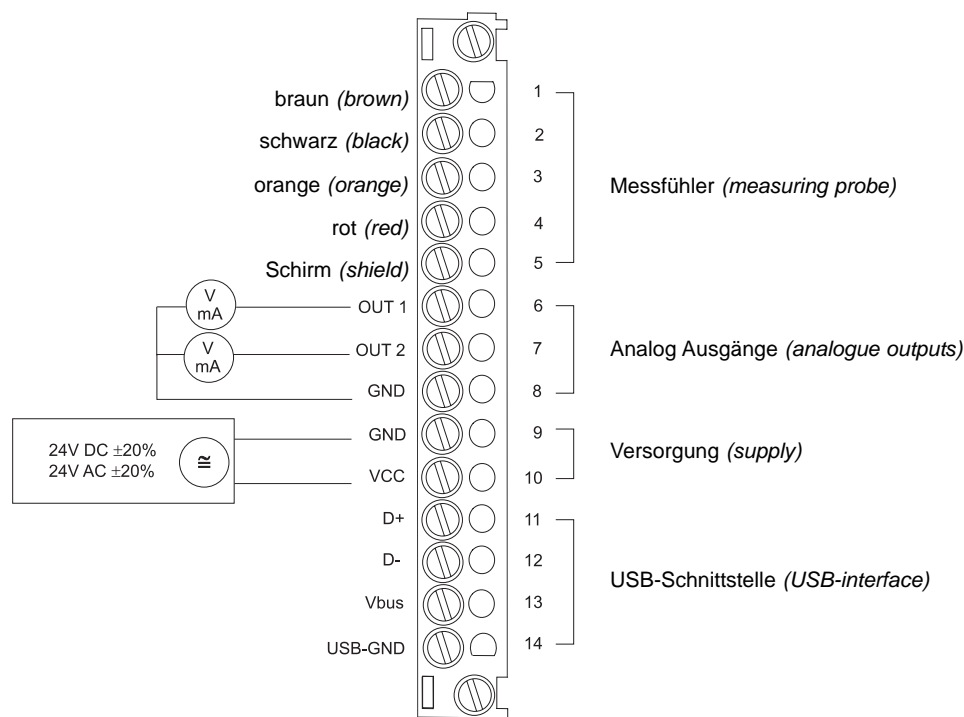 braun (brown) 1
schwarz (black) 2
orange (orange) 3
Messfühler (measuring probe)
rot (red) 4
Schirm (shield) 5
V
mA
OUT 1 6
V
mA
OUT 2 7
Analog Ausgänge (analogue outputs)
GND 8
24V DC ±20%
24V AC ±20%
≅
GND 9
Versorgung (supply)
VCC 10
D+ 11
D- 12
USB-Schnittstelle (USB-interface)
Vbus 13
USB-GND 14